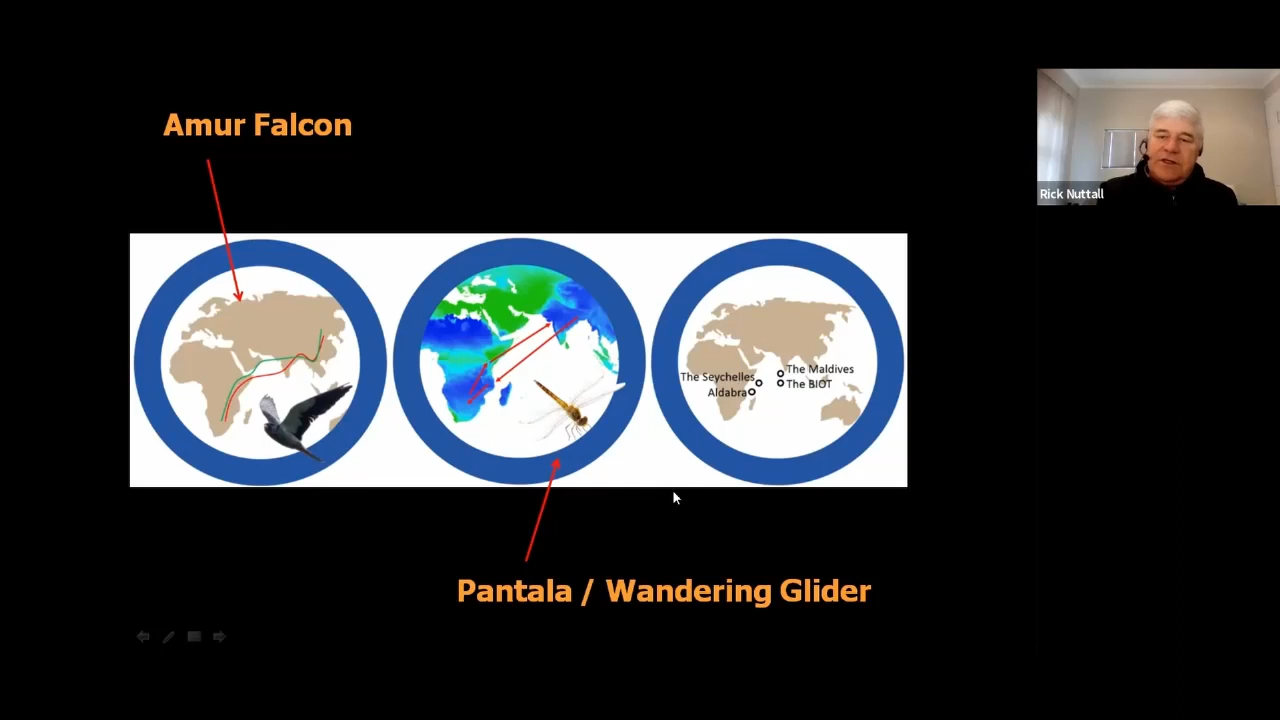 Amur Falcon
Rick Nuttall
The Maldives
The Seychelles
The BIOT
Aldabra
Pantala / Wandering Glider